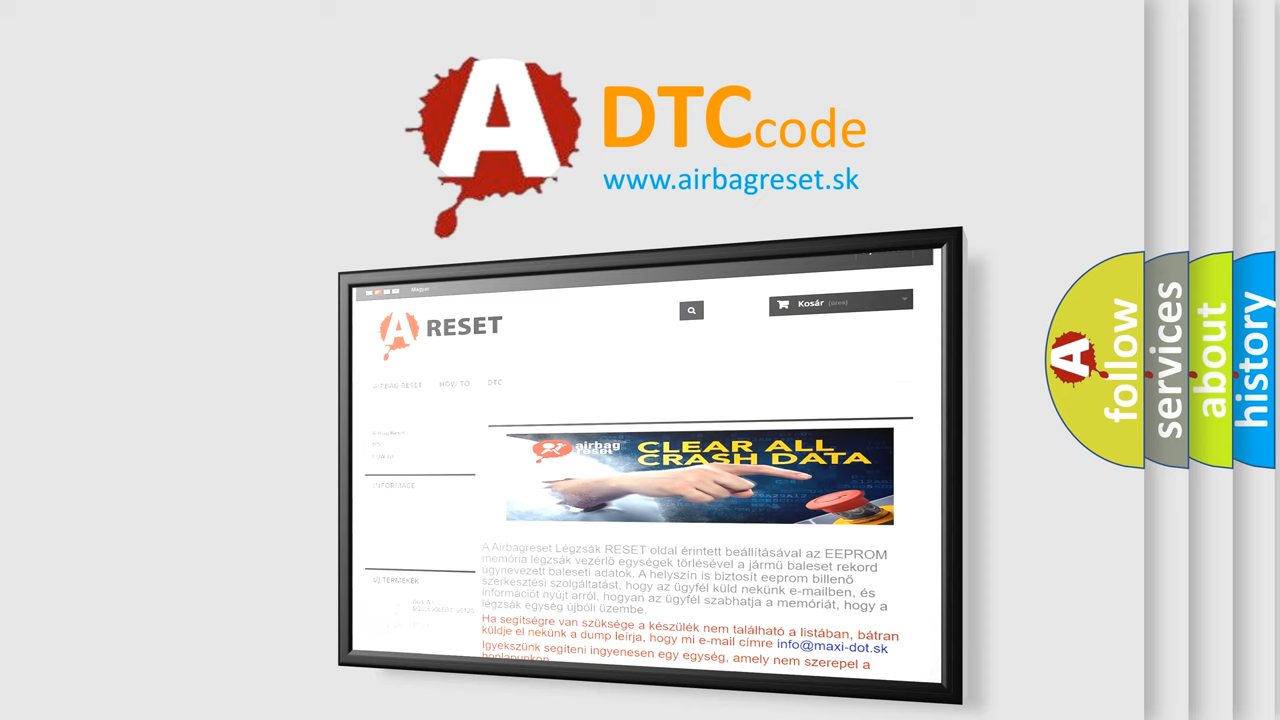 A
DTCcode
www.airbagreset.sk
Magyar
A RESET
Kosár (üres)
AIRBAG RESET HOW TO DTC
INFORMACE
airbag
reset
CLEAR ALL
CRASH DATA
A Airbagreset Légzsák RESET oldal érintett beállításával az EEPROM
memória légzsák vezérlő egységek törlésével a jármű baleset rekord
úgynevezett baleseti adatok. A helyszín is biztosít eeprom billenő
szerkesztési szolgáltatást, hogy az ügyfél küld nekünk e-mailben, és
információt nyújt arról, hogyan az ügyfél szabhatja a memóriát, hogy a
légzsák egység újbóli üzembe.
Ha segítségre van szüksége a készülék nem található a listában, bátran
küldje el nekünk a dump leírja, hogy mi e-mail címre info@maxi-dot.sk
Igyekszünk segíteni ingyenesen egy egység, amely nem szerepel a
honlapunkon
ÚJ TERMÉKEK
A
follow
services
about
history